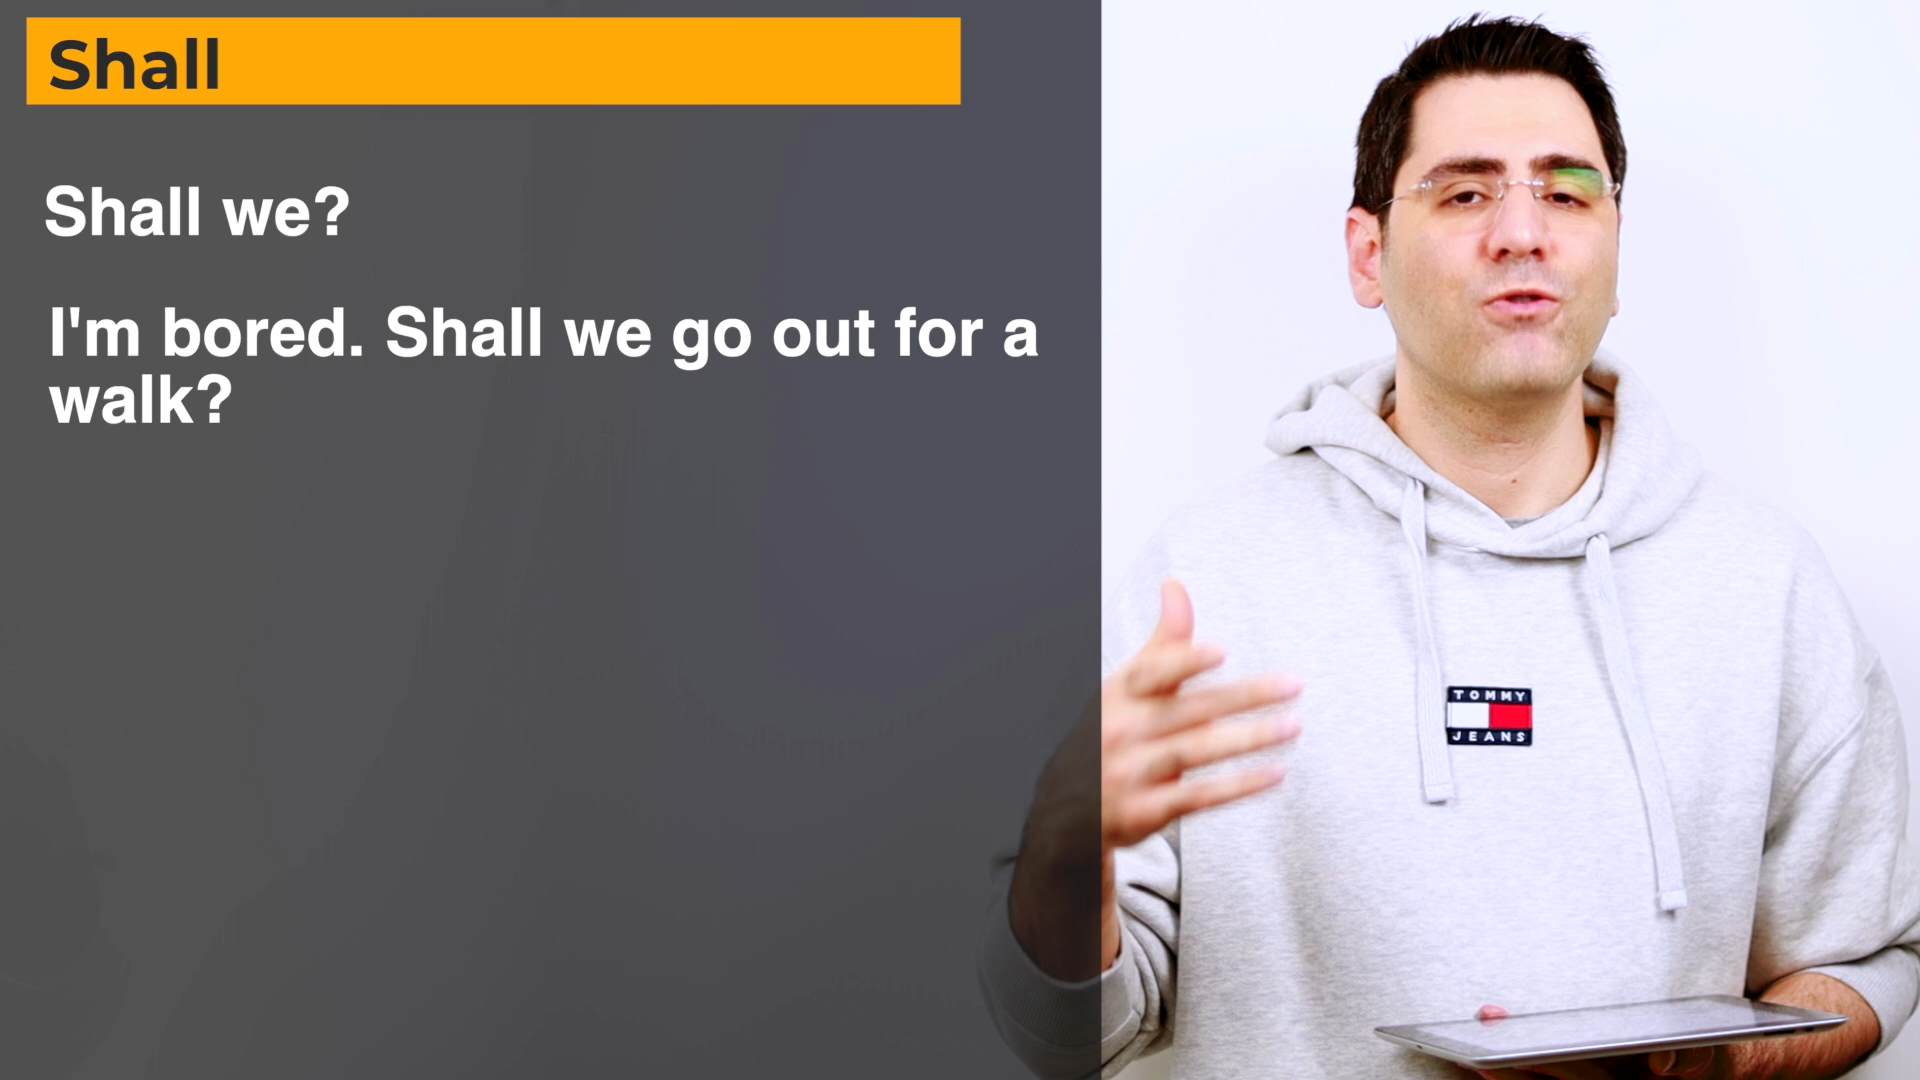 Shall
Shall we?
I'm bored. Shall we go out for a
walk?
TOMMY
JEANS